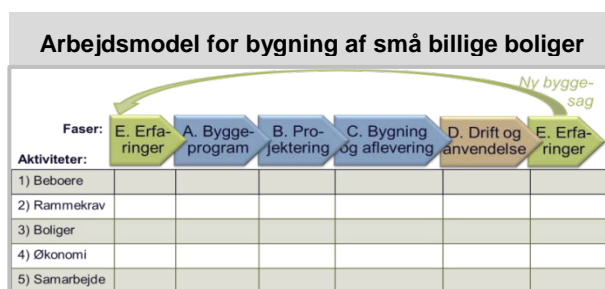 Arbejdsmodel for bygning af små billige boliger
Ny bygge-
sag
Faser:
E. Erfa-
ringer
A. Bygge-
program
B. Pro-
jektering
C. Bygning
og aflevering
D. Drift og
anvendelse
E. Erfa-
ringer
Aktiviteter:
1) Beboere
2) Rammekrav
3) Boliger
4) Økonomi
5) Samarbejde